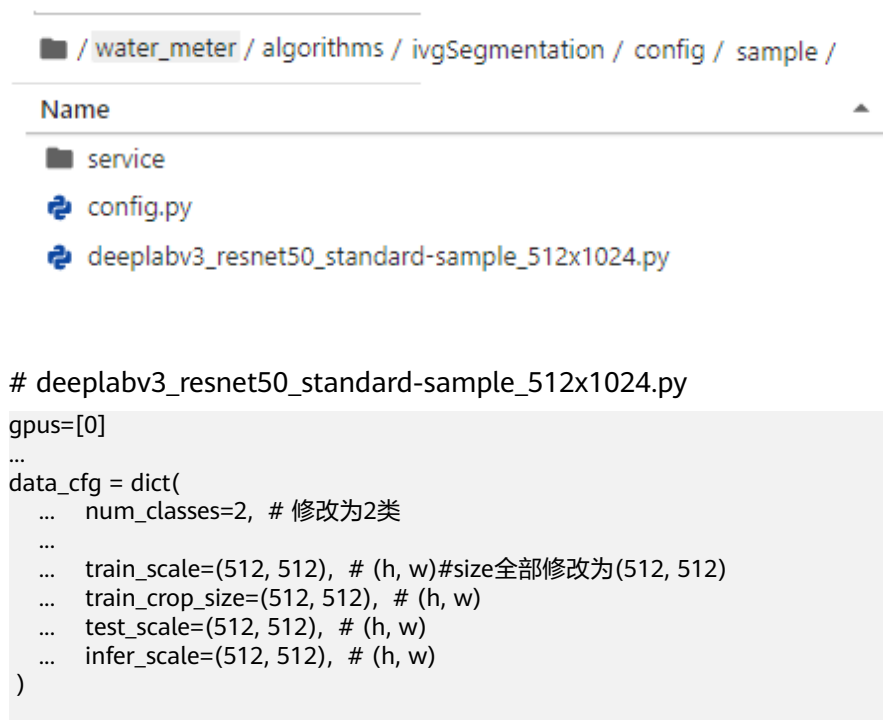 / water_meter / algorithms / ivgSegmentation / config / sample /
Name
service
config.py
deeplabv3_resnet50_standard-sample_512x1024.py
# deeplabv3_resnet50_standard-sample_512x1024.py
gpus=[0]
...
data_cfg = dict(
... num_classes=2, # 修改为2类
...
... train_scale=(512, 512), # (h, w)#size全部修改为(512, 512)
... train_crop_size=(512, 512), # (h, w)
... test_scale=(512, 512), # (h, w)
... infer_scale=(512, 512), # (h, w)
)